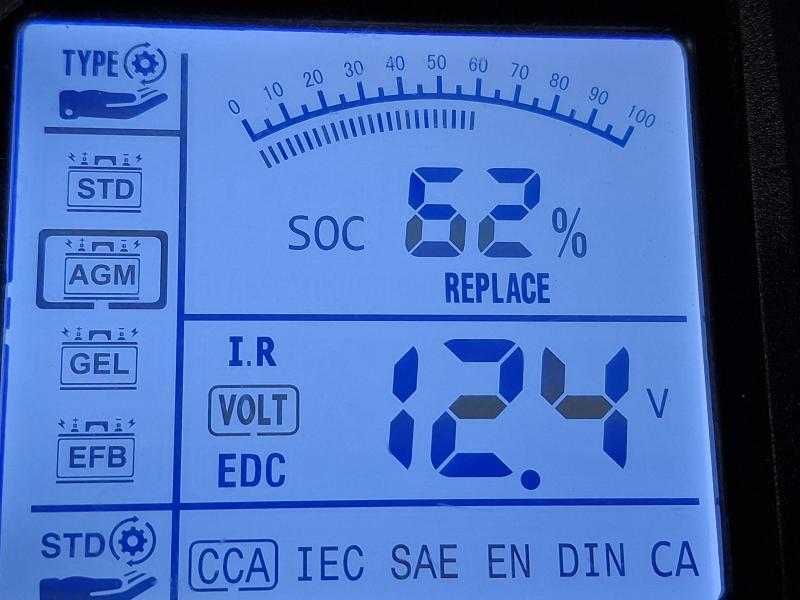 TYPE
0 10 20 30 40 50 60 70 80 90 100
STD
SOC 62 %
AGM
REPLACE
I.R
GEL
VOLT 12.4 V
EFB
EDC
STD
CCA IEC SAE EN DIN CA